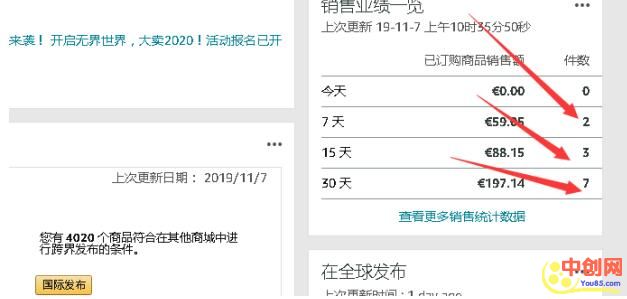 来袭！ 开启无界世界，大卖2020！活动报名已开
上次更新日期： 2019/11/7
您有 4020 个商品符合在其他商城中进
行跨界发布的条件。
国际发布
销售业绩一览
上次更新 19-11-7 上午10时35分50秒
已订购商品销售额 件数
今天 €0.00 0
7 天 €59.05 2
15 天 €88.15 3
30 天 €197.14 7
查看更多销售统计数据
在全球发布
上次更新时间：1 day ago
中创网
You85.com